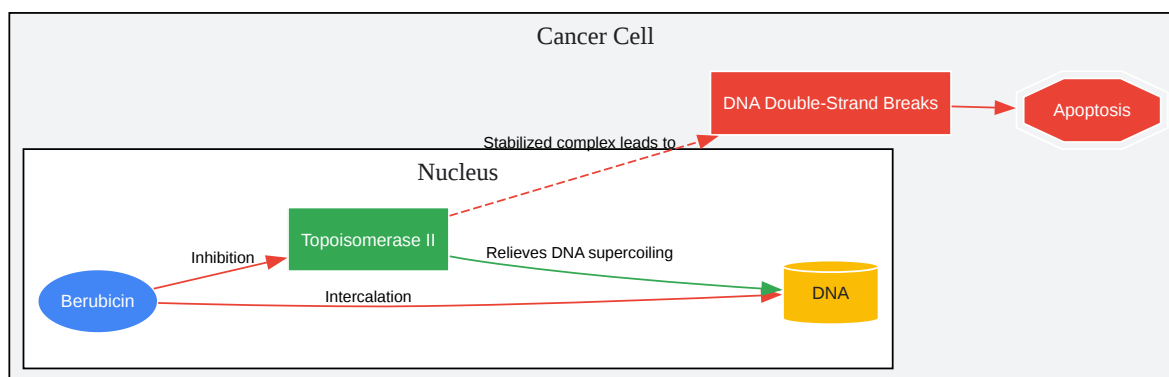 Cancer Cell
DNA Double-Strand Breaks
Apoptosis
Stabilized complex leads to
Nucleus
Topoisomerase II
Inhibition
Relieves DNA supercoiling
Berubicin
Intercalation
DNA